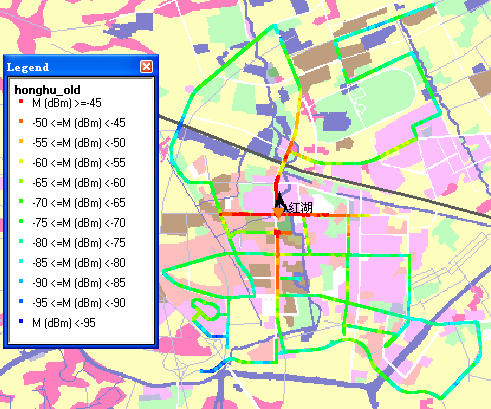 Legend
honghu_old
M (dBm) >=-45
-50 <=M (dBm) <-45
-55 <=M (dBm) <-50
-60 <=M (dBm) <-55
-65 <=M (dBm) <-60
-70 <=M (dBm) <-65
-75 <=M (dBm) <-70
-80 <=M (dBm) <-75
-85 <=M (dBm) <-80
-90 <=M (dBm) <-85
-95 <=M (dBm) <-90
M (dBm) <-95
红湖